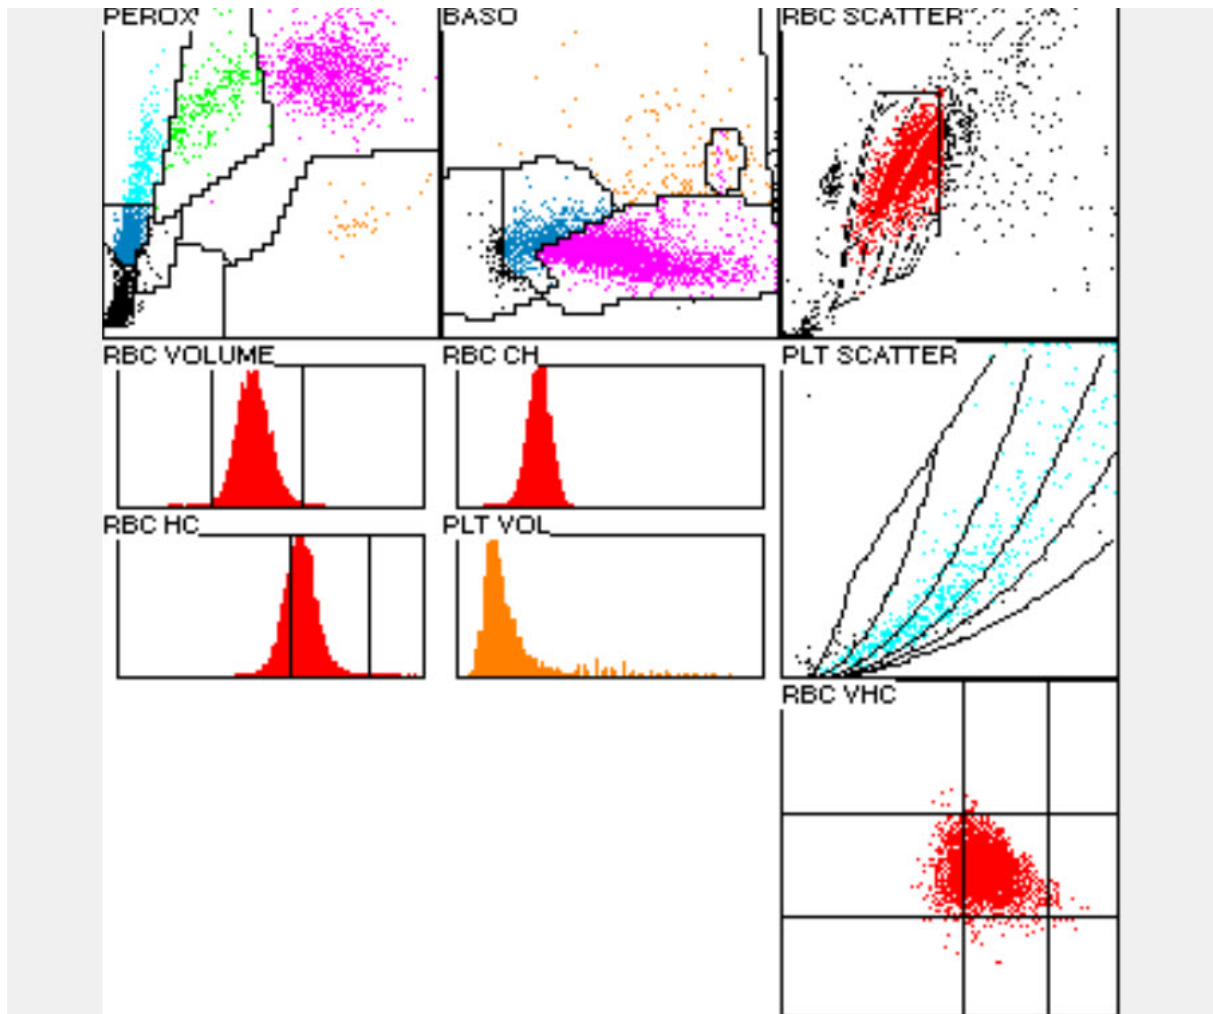 PEROX
BASO
RBC SCATTER
RBC VOLUME
RBC CH
PLT SCATTER
RBC HC
PLT VOL
RBC VHC